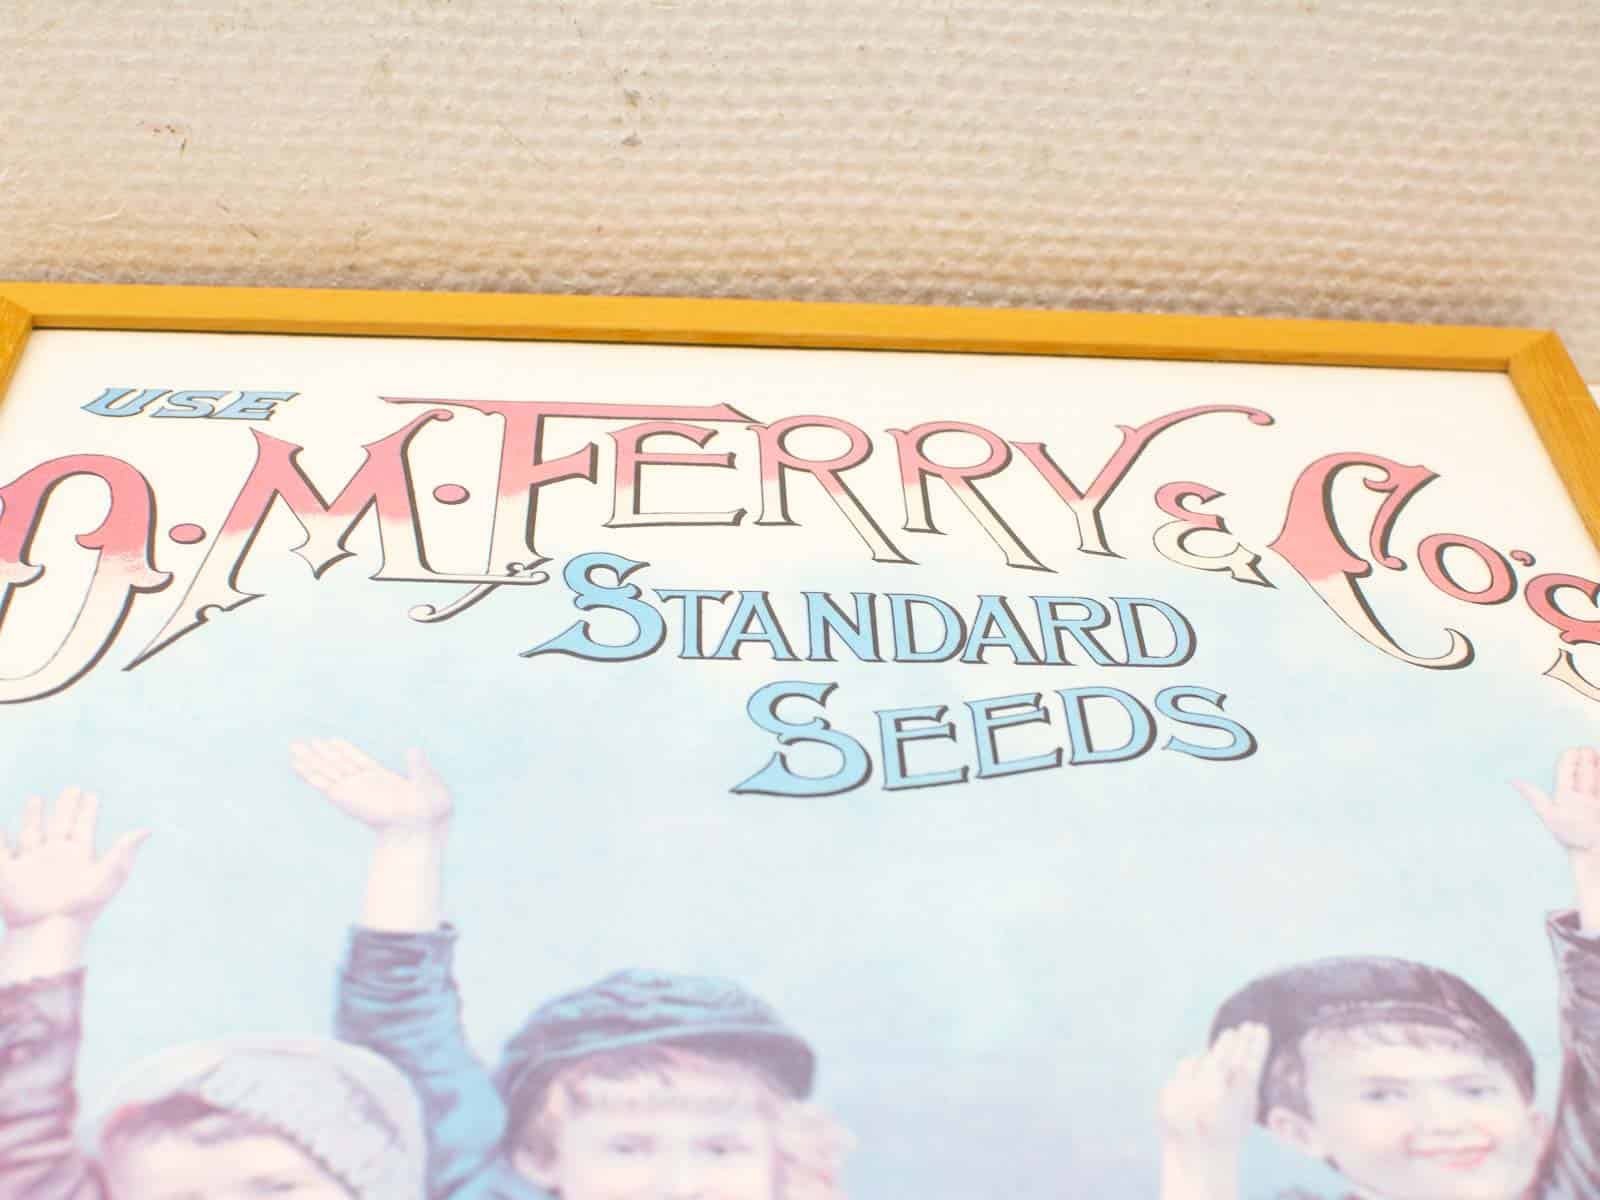 USE
D.M. FERRY & CO'S
STANDARD
SEEDS